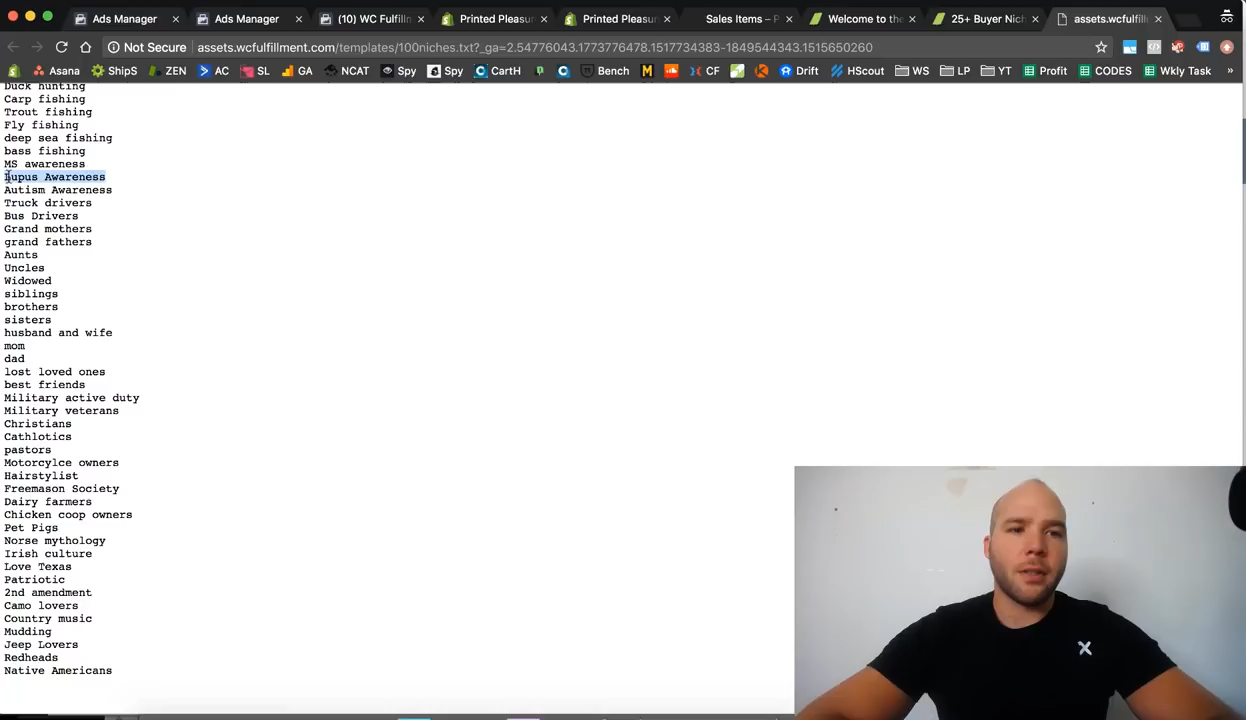 Ads Manager
Ads Manager
(10) WC Fulfillm
Printed Pleasur
Printed Pleasur
Sales Items – P
Welcome to the
25+ Buyer Nich
assets.wcfulfillm
Not Secure
assets.wcfulfillment.com/templates/100niches.txt?_ga=2.54776043.1773776478.1517734383-1849544343.1515650260
Asana
ShipS
ZEN
AC
SL
GA
NCAT
Spy
Spy
CartH
Bench
M
CF
Drift
HScout
WS
LP
YT
Profit
CODES
Wkly Task
»
Duck hunting
Carp fishing
Trout fishing
Fly fishing
deep sea fishing
bass fishing
MS awareness
Lupus Awareness
Autism Awareness
Truck drivers
Bus Drivers
Grand mothers
grand fathers
Aunts
Uncles
Widowed
siblings
brothers
sisters
husband and wife
mom
dad
lost loved ones
best friends
Military active duty
Military veterans
Christians
Cathlotics
pastors
Motorcylce owners
Hairstylist
Freemason Society
Dairy farmers
Chicken coop owners
Pet Pigs
Norse mythology
Irish culture
Love Texas
Patriotic
2nd amendment
Camo lovers
Country music
Mudding
Jeep Lovers
Redheads
Native Americans